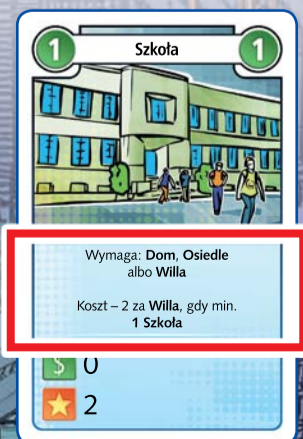 1 Szkoła 1
Wymaga: Dom, Osiedle
albo Willa
Koszt – 2 za Willa, gdy min.
1 Szkoła
$ 0
2